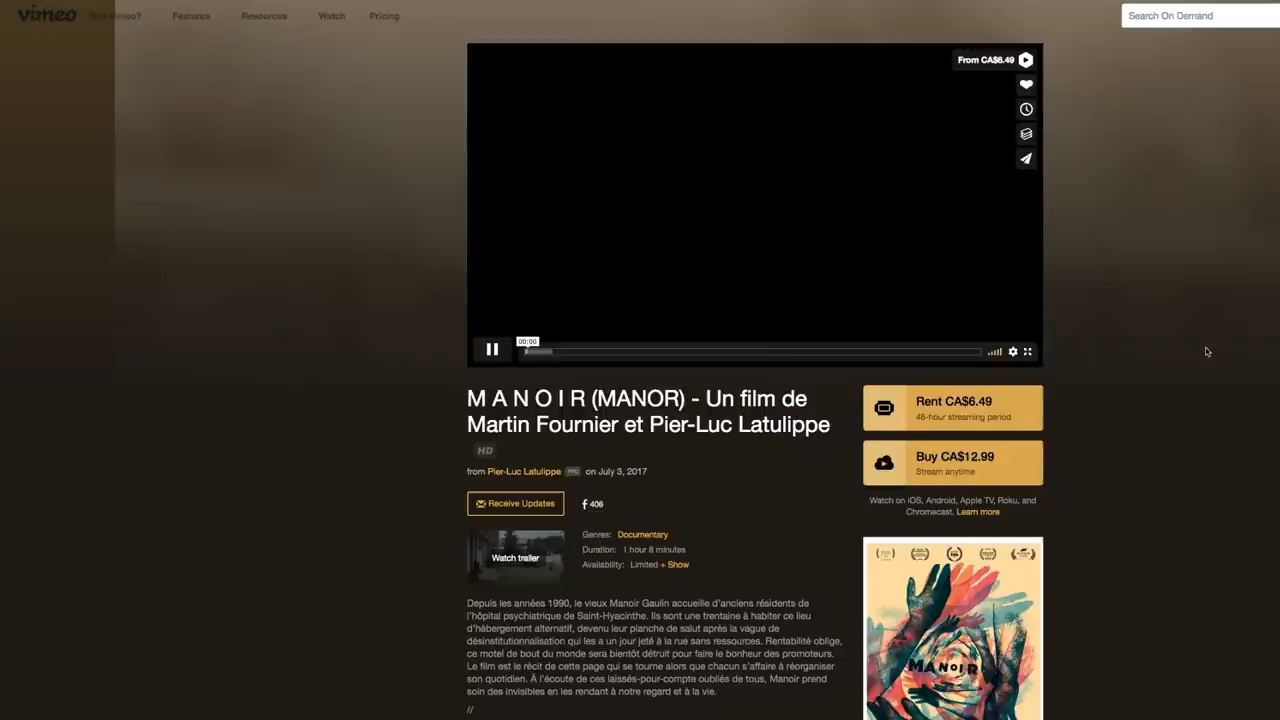 vimeo
Why Vimeo?
Features
Resources
Watch
Pricing
Search On Demand
From CA$6.49
00:00
M A N O I R (MANOR) - Un film de
Martin Fournier et Pier-Luc Latulippe
HD
from Pier-Luc Latulippe PRO on July 3, 2017
Receive Updates
406
Watch trailer
Genres: Documentary
Duration: 1 hour 8 minutes
Availability: Limited + Show
Depuis les années 1990, le vieux Manoir Gaulin accueille d'anciens résidents de
l'hôpital psychiatrique de Saint-Hyacinthe. Ils sont une trentaine à habiter ce lieu
d'hébergement alternatif, devenu leur planche de salut après la vague de
désinstitutionnalisation qui les a un jour jeté à la rue sans ressources. Rentabilité oblige,
ce motel de bout du monde sera bientôt détruit pour faire le bonheur des promoteurs.
Le film est le récit de cette page qui se tourne alors que chacun s'affaire à réorganiser
son quotidien. À l'écoute de ces laissés-pour-compte oubliés de tous, Manoir prend
soin des invisibles en les rendant à notre regard et à la vie.
//
Rent CA$6.49
48-hour streaming period
Buy CA$12.99
Stream anytime
Watch on iOS, Android, Apple TV, Roku, and
Chromecast. Learn more
MANOIR